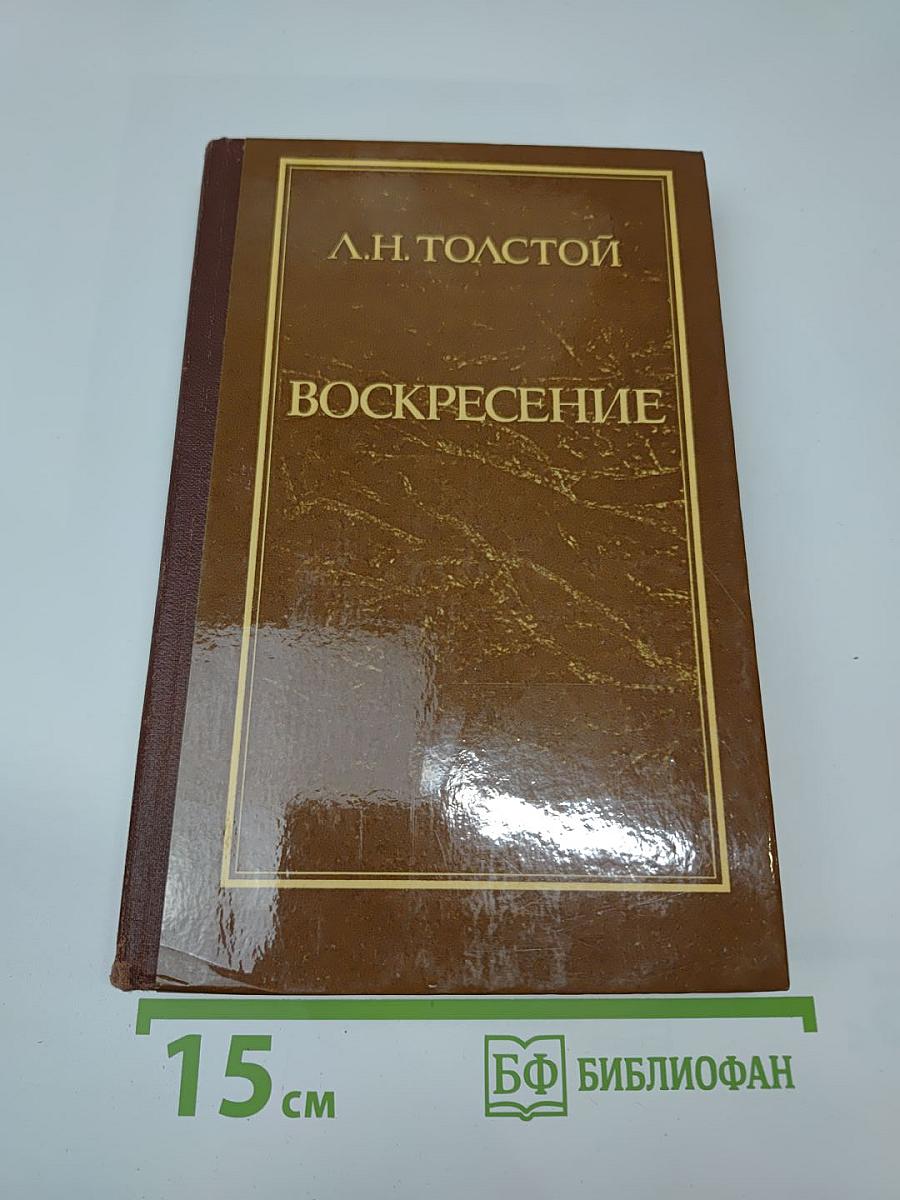 Л.Н. ТОЛСТОЙ
ВОСКРЕСЕНИЕ
15 см
БФ БИБЛИОФАН